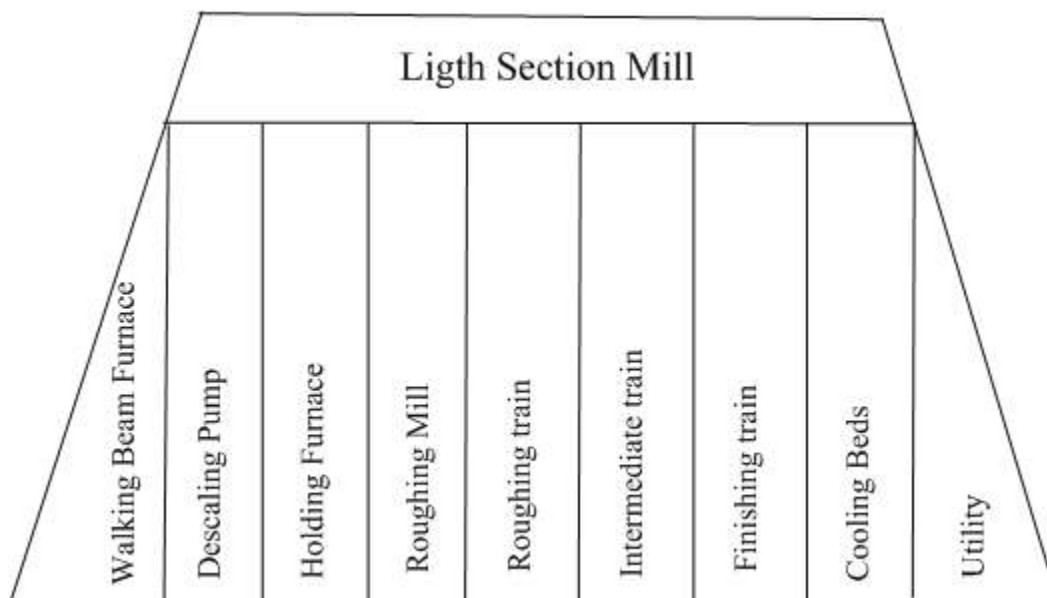 Ligth Section Mill
Walking Beam Furnace
Descaling Pump
Holding Furnace
Roughing Mill
Roughing train
Intermediate train
Finishing train
Cooling Beds
Utility